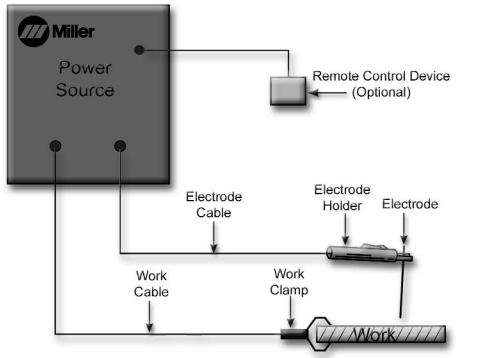 Miller
Power
Source
Remote Control Device
(Optional)
Electrode
Cable
Electrode
Holder
Electrode
Work
Cable
Work
Clamp
Work